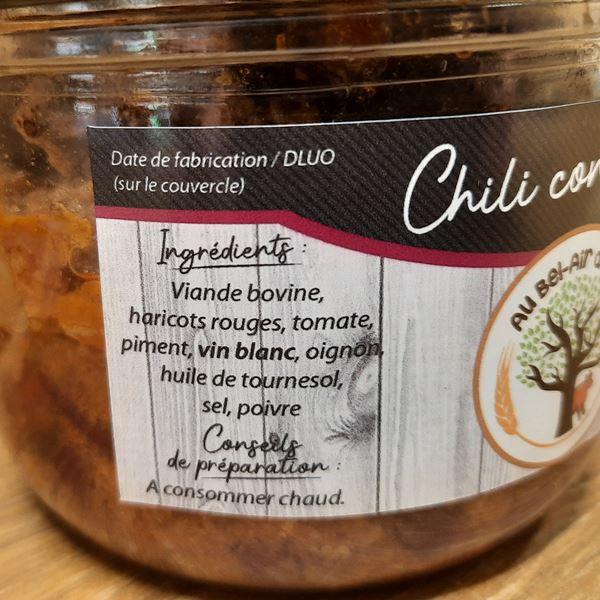 Date de fabrication / DLUO
(sur le couvercle)
Chili con
Ingrédients :
Viande bovine,
haricots rouges, tomate,
piment, vin blanc, oignon,
huile de tournesol,
sel, poivre
Conseils
de préparation :
A consommer chaud.
AU BEL-AIR